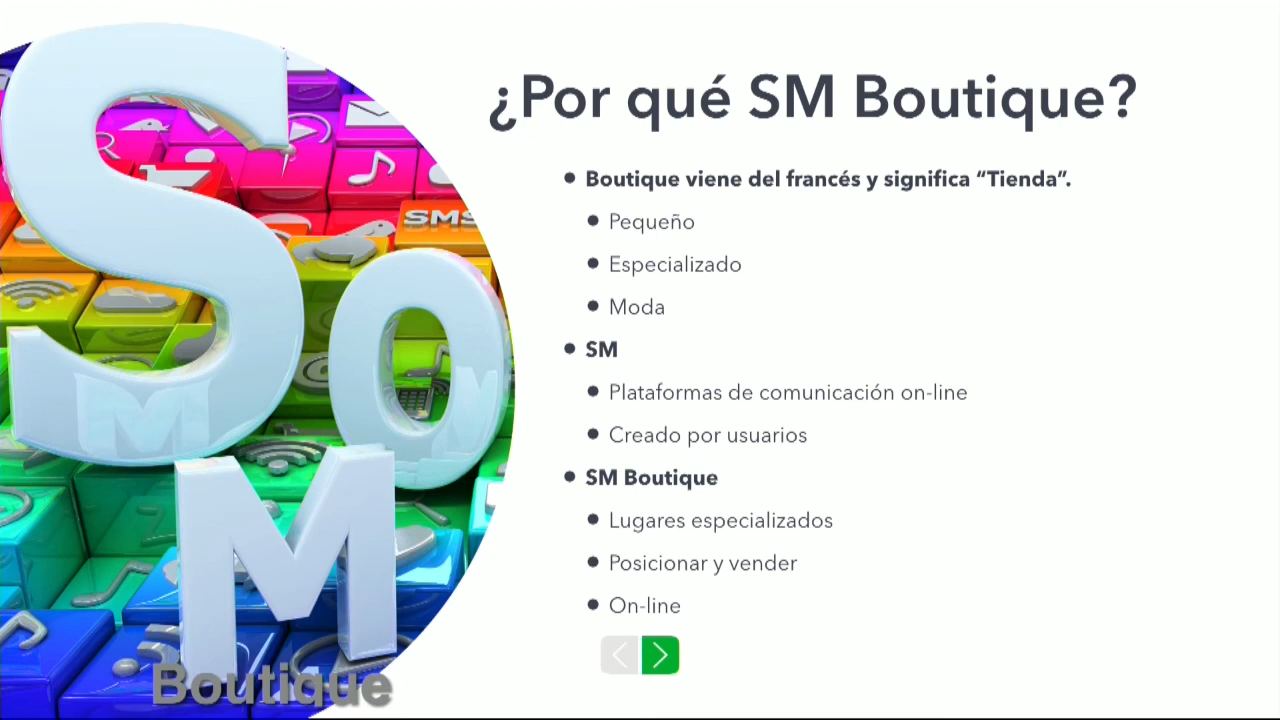 ¿Por qué SM Boutique?
• Boutique viene del francés y significa “Tienda”.
• Pequeño
• Especializado
• Moda
• SM
• Plataformas de comunicación on-line
• Creado por usuarios
• SM Boutique
• Lugares especializados
• Posicionar y vender
• On-line
SoM
SMS
Boutique